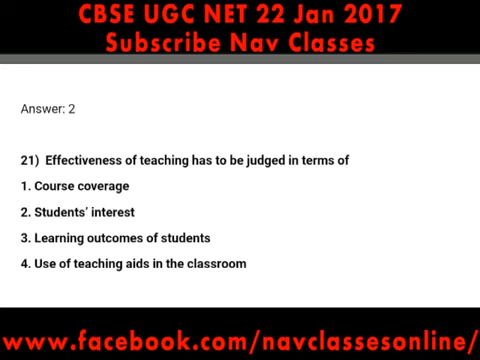 CBSE UGC NET 22 Jan 2017
Subscribe Nav Classes
Answer: 2
21) Effectiveness of teaching has to be judged in terms of
1. Course coverage
2. Students’ interest
3. Learning outcomes of students
4. Use of teaching aids in the classroom
www.facebook.com/navclassesonline/